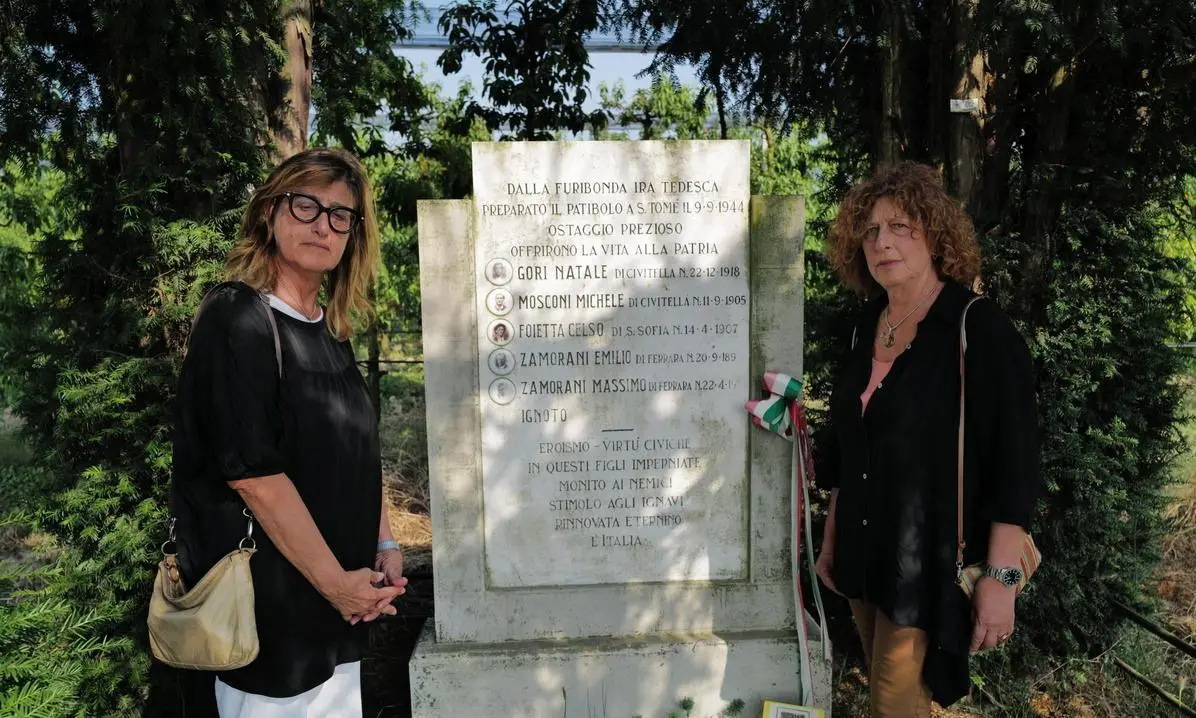 DALLA FURIBONDA IRA TEDESCA
PREPARATO IL PATIBOLO A S. TOMÉ IL 9-9-1944
OSTAGGIO PREZIOSO
OFFRIRONO LA VITA ALLA PATRIA
GORI NATALE DI CIVITELLA N. 22-12-1918
MOSCONI MICHELE DI CIVITELLA N. 11-9-1905
FOIETTA CELSO DI S. SOFIA N. 14-4-1907
ZAMORANI EMILIO DI FERRARA N. 20-9-189
ZAMORANI MASSIMO DI FERRARA N. 22-4-1
IGNOTO
EROISMO - VIRTÚ CIVICHE
IN QUESTI FIGLI IMPERNIATE
MONITO AI NEMICI
STIMOLO AGLI IGNAVI
RINNOVATA ETERNINO
L'ITALIA